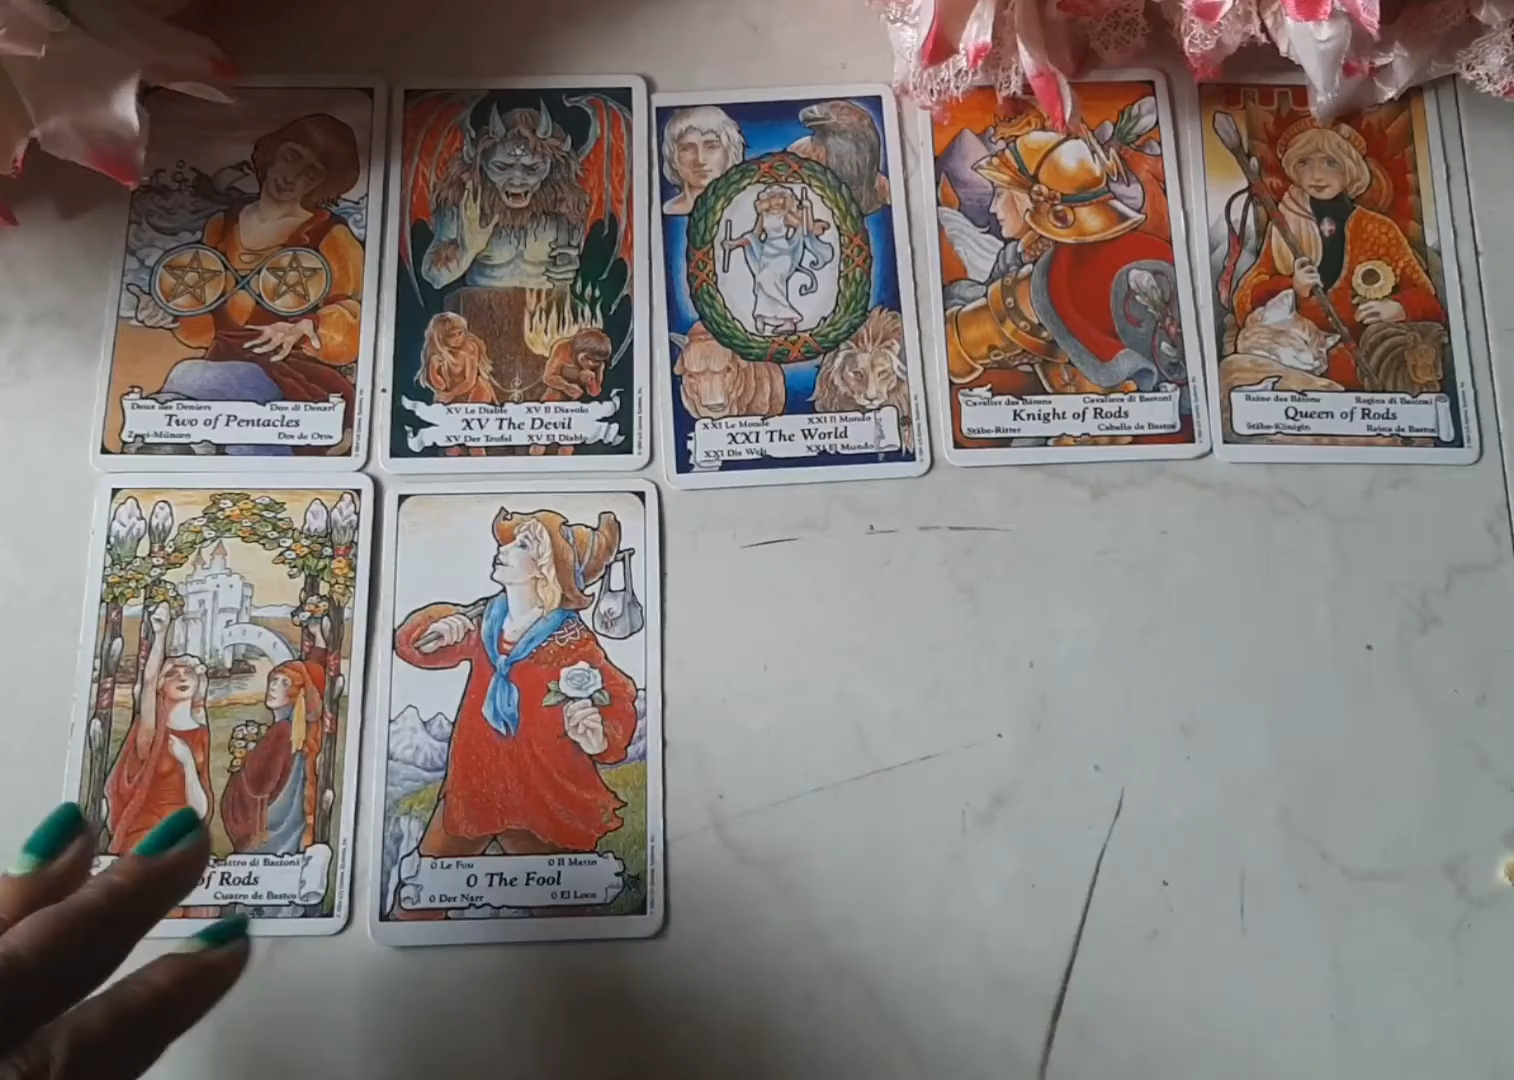 Deux des Deniers Dos di Denari
Two of Pentacles
Zwei-Münzen Dos de Oros
XV Le Diable XV Il Diavolo
XV The Devil
XV Der Teufel XV El Diablo
XXI Le Monde XXI Il Mondo
XXI The World
XXI Die Welt XXI El Mundo
Cavalier des Bâtons Cavaliere di Bastoni
Knight of Rods
Stäbe-Ritter Caballo de Bastos
Reine des Bâtons Regina di Bastoni
Queen of Rods
Stäbe-Königin Reina de Bastos
Quattro di Bastoni
of Rods
Cuatro de Bastos
0 Le Fou 0 Il Matto
0 The Fool
0 Der Narr 0 El Loco